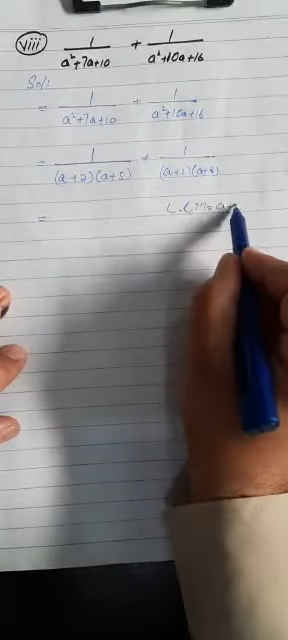 viii 1/(a²+7a+10) + 1/(a²+10a+16)
Sol:
= 1/(a²+7a+10) + 1/(a²+10a+16)
= 1/((a+2)(a+5)) + 1/((a+2)(a+8))
= L.C.M = a+